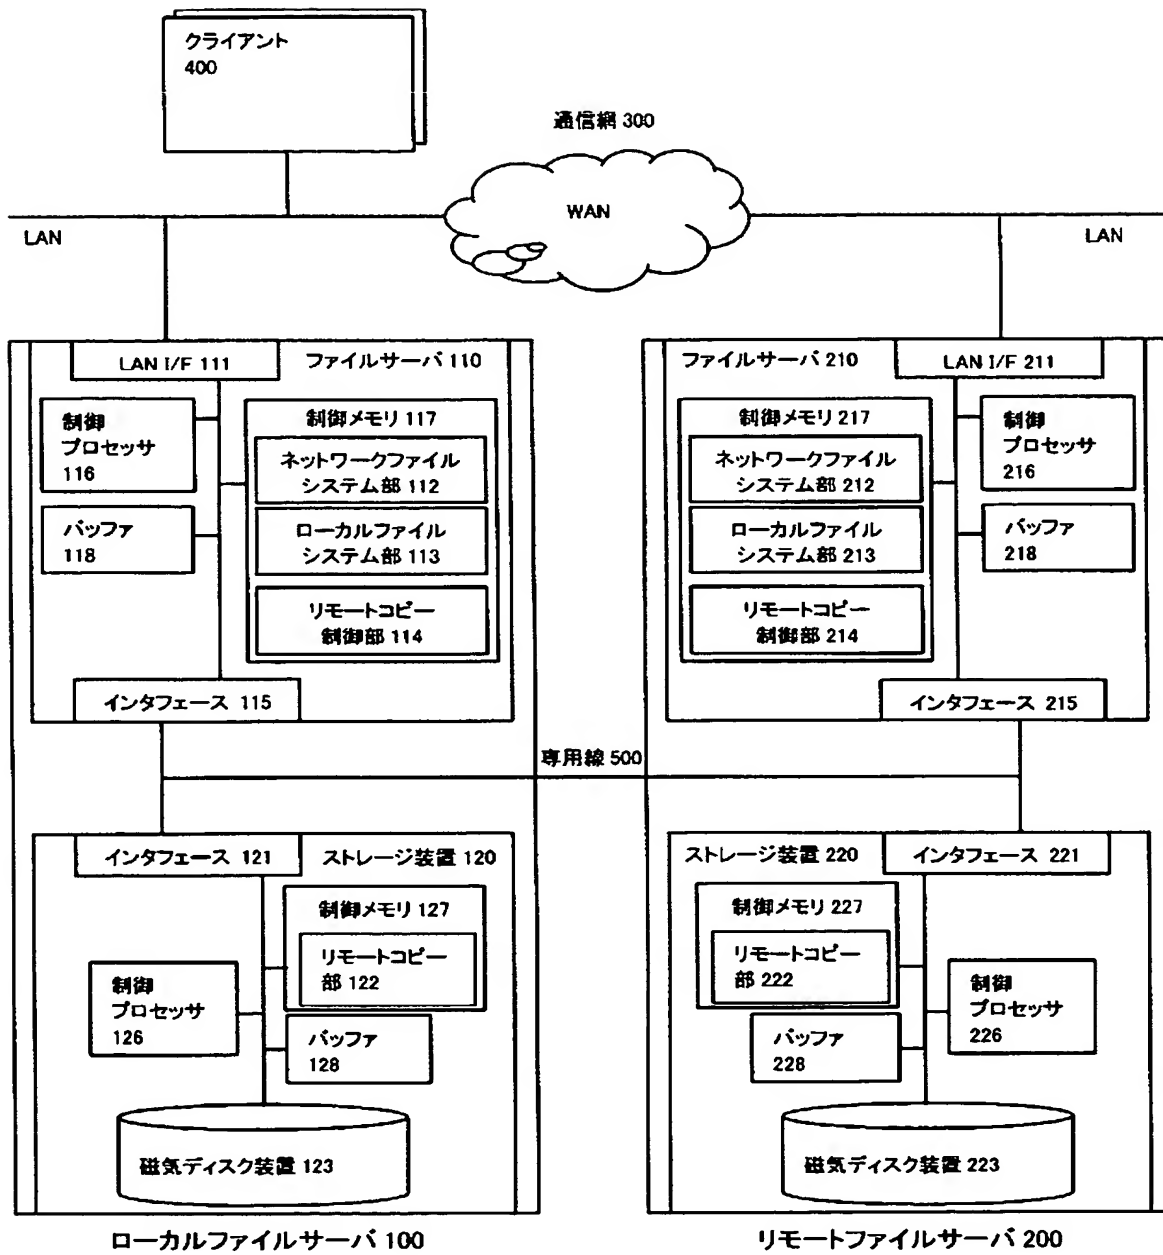 クライアント
400
通信網 300
WAN
LAN
LAN
LAN I/F 111
ファイルサーバ 110
制御
プロセッサ
116
バッファ
118
制御メモリ 117
ネットワークファイル
システム部 112
ローカルファイル
システム部 113
リモートコピー
制御部 114
インタフェース 115
ファイルサーバ 210
LAN I/F 211
制御メモリ 217
ネットワークファイル
システム部 212
ローカルファイル
システム部 213
リモートコピー
制御部 214
制御
プロセッサ
216
バッファ
218
インタフェース 215
専用線 500
インタフェース 121
ストレージ装置 120
制御メモリ 127
リモートコピー
部 122
制御
プロセッサ
126
バッファ
128
磁気ディスク装置 123
ストレージ装置 220
インタフェース 221
制御メモリ 227
リモートコピー
部 222
制御
プロセッサ
226
バッファ
228
磁気ディスク装置 223
ローカルファイルサーバ 100
リモートファイルサーバ 200